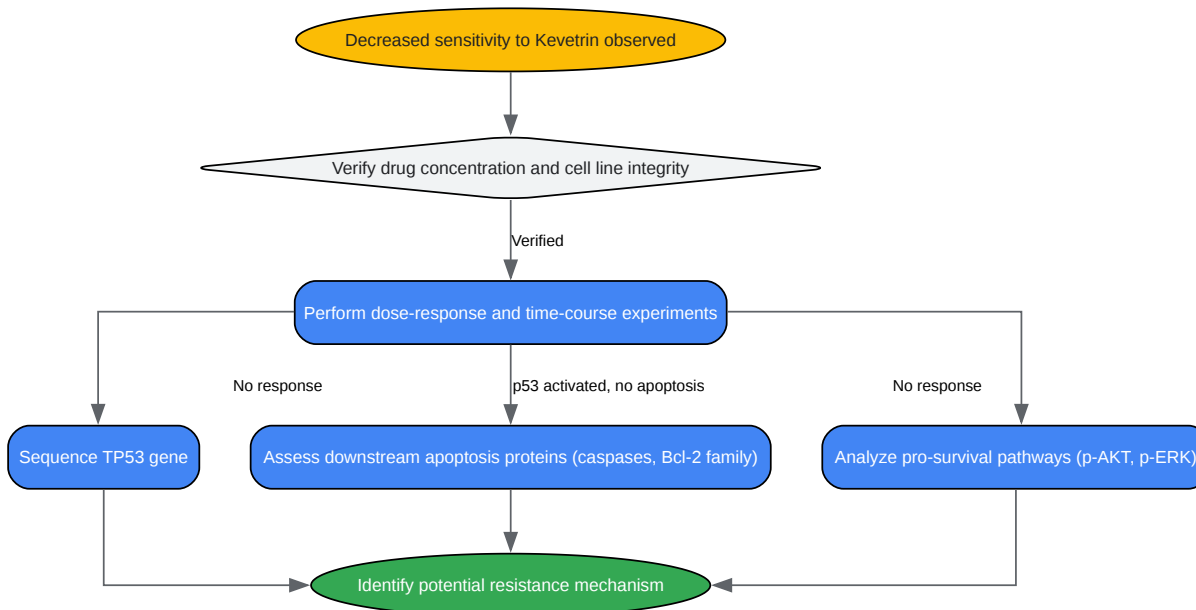 Decreased sensitivity to Kevetrin observed
Verify drug concentration and cell line integrity
Verified
Perform dose-response and time-course experiments
No response
p53 activated, no apoptosis
No response
Sequence TP53 gene
Assess downstream apoptosis proteins (caspases, Bcl-2 family)
Analyze pro-survival pathways (p-AKT, p-ERK)
Identify potential resistance mechanism